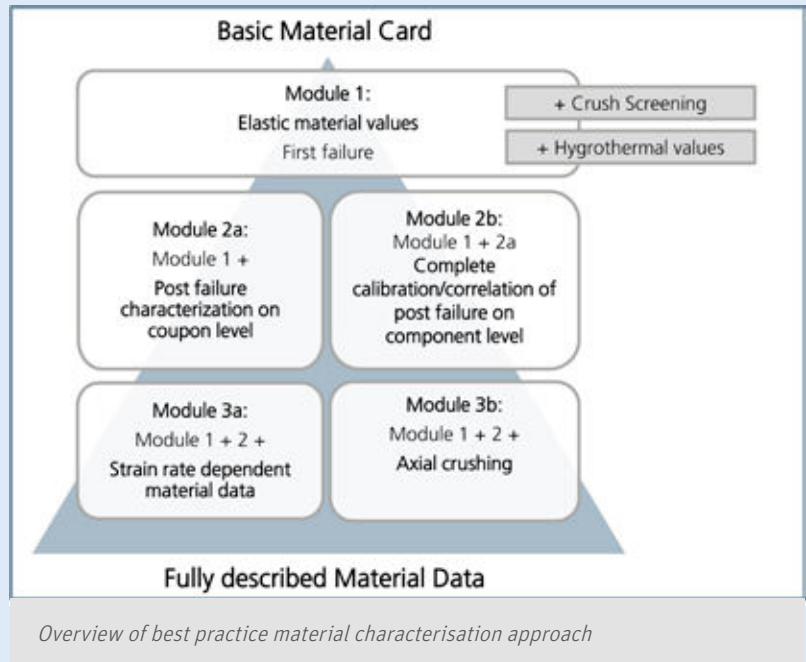 Basic Material Card
Module 1:
Elastic material values
First failure
+ Crush Screening
+ Hygrothermal values
Module 2a:
Module 1 +
Post failure
characterization on
coupon level
Module 2b:
Module 1 + 2a
Complete
calibration/correlation of
post failure on
component level
Module 3a:
Module 1 + 2 +
Strain rate dependent
material data
Module 3b:
Module 1 + 2 +
Axial crushing
Fully described Material Data
Overview of best practice material characterisation approach